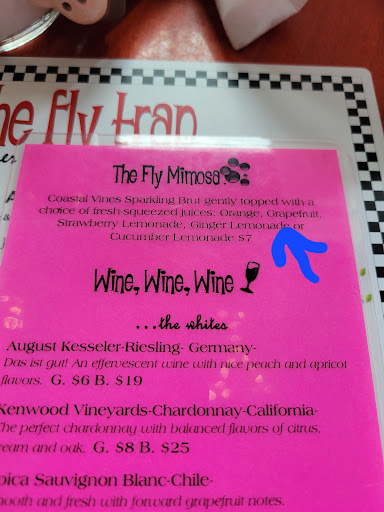 he fly trap
The Fly Mimosa
Coastal Vines Sparkling Brut gently topped with a
choice of fresh-squeezed juices: Orange, Grapefruit,
Strawberry Lemonade, Ginger Lemonade or
Cucumber Lemonade $7
Wine, Wine, Wine
...the whites
August Kesseler-Riesling- Germany-
Das ist gut! An effervescent wine with nice peach and apricot
flavors. G. $6 B. $19
Kenwood Vineyards-Chardonnay-California-
The perfect chardonnay with balanced flavors of citrus,
ream and oak. G. $8 B. $25
pica Sauvignon Blanc-Chile-
mooth and fresh with forward grapefruit notes.